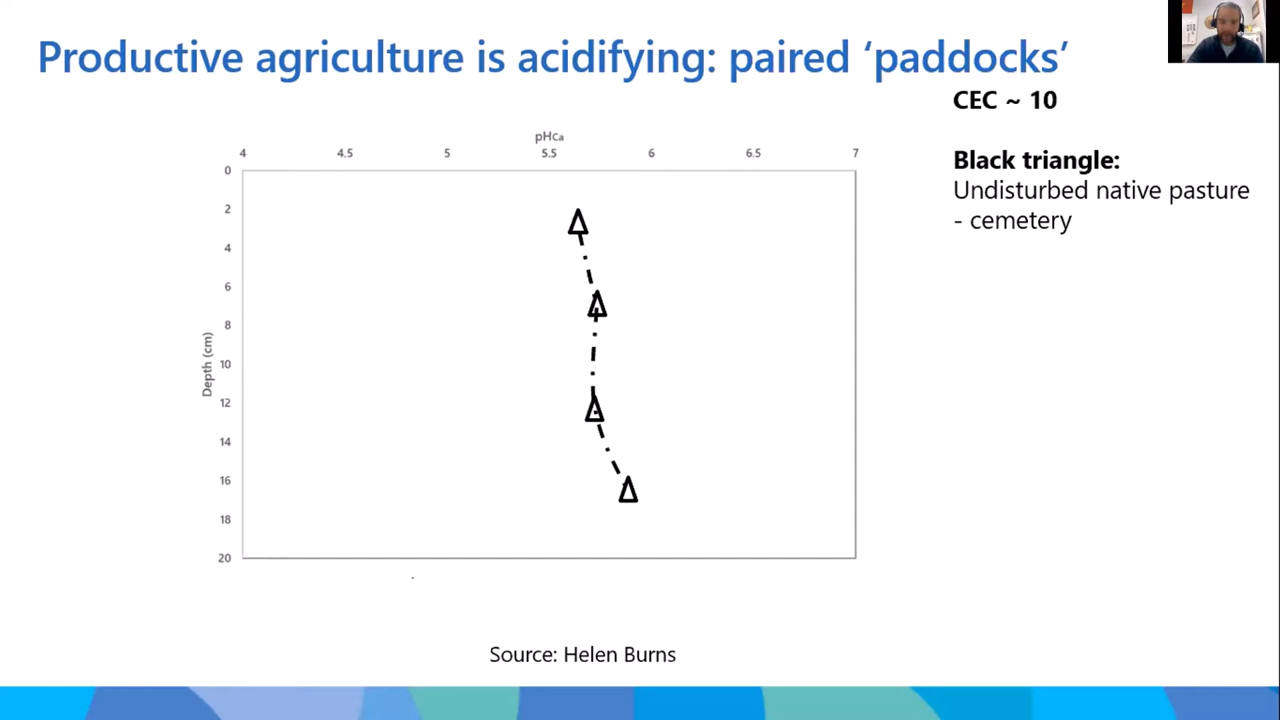 Productive agriculture is acidifying: paired ‘paddocks’
CEC ~ 10
Black triangle:
Undisturbed native pasture
- cemetery
pHCa
4 4.5 5 5.5 6 6.5 7
0
2
4
6
8
10
12
14
16
18
20
Depth (cm)
Source: Helen Burns